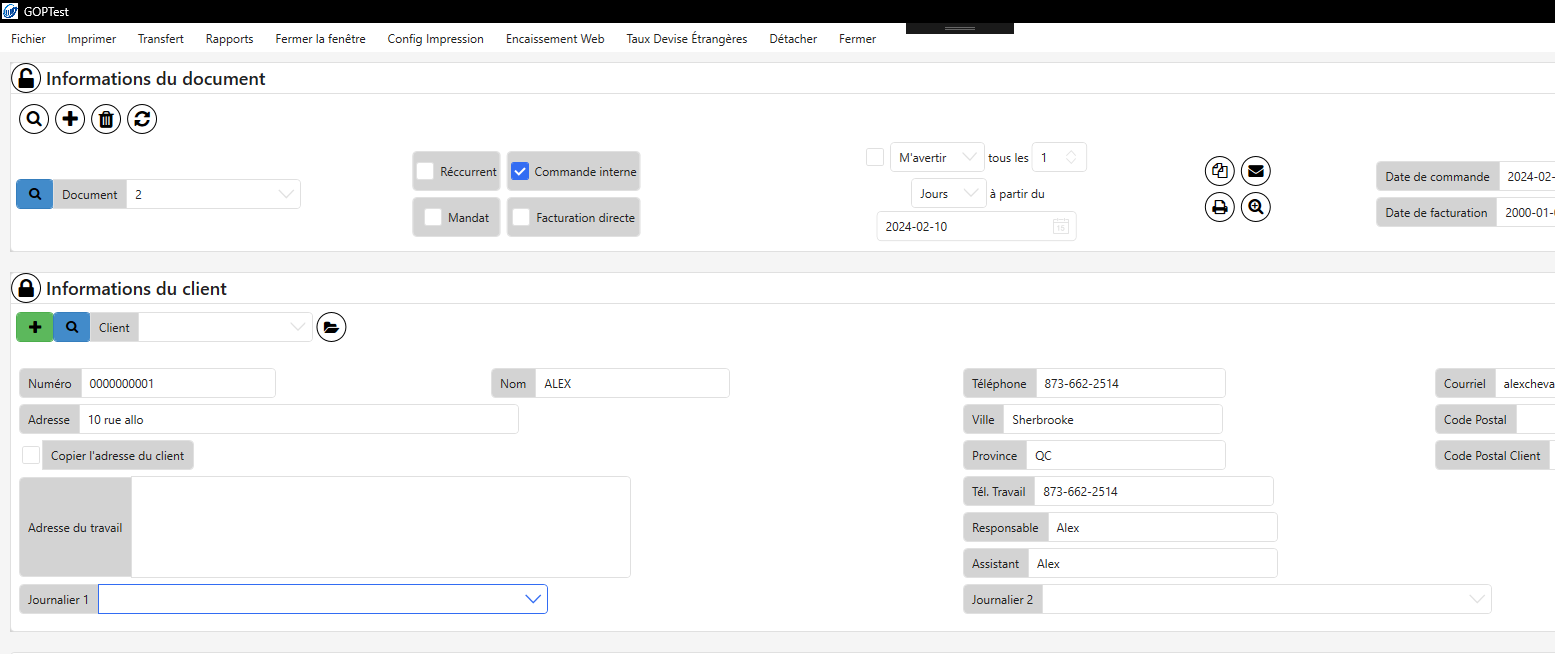 GOPTest
Fichier Imprimer Transfert Rapports Fermer la fenêtre Config Impression Encaissement Web Taux Devise Étrangères Détacher Fermer
Informations du document
Document 2
Réccurrent Commande interne
Mandat Facturation directe
M'avertir tous les 1
Jours à partir du
2024-02-10
Date de commande 2024-02-
Date de facturation 2000-01-
Informations du client
Client
Numéro 0000000001 Nom ALEX Téléphone 873-662-2514 Courriel alexcheva
Adresse 10 rue allo Ville Sherbrooke Code Postal
Copier l'adresse du client Province QC Code Postal Client
Tél. Travail 873-662-2514
Adresse du travail Responsable Alex
Assistant Alex
Journalier 1 Journalier 2